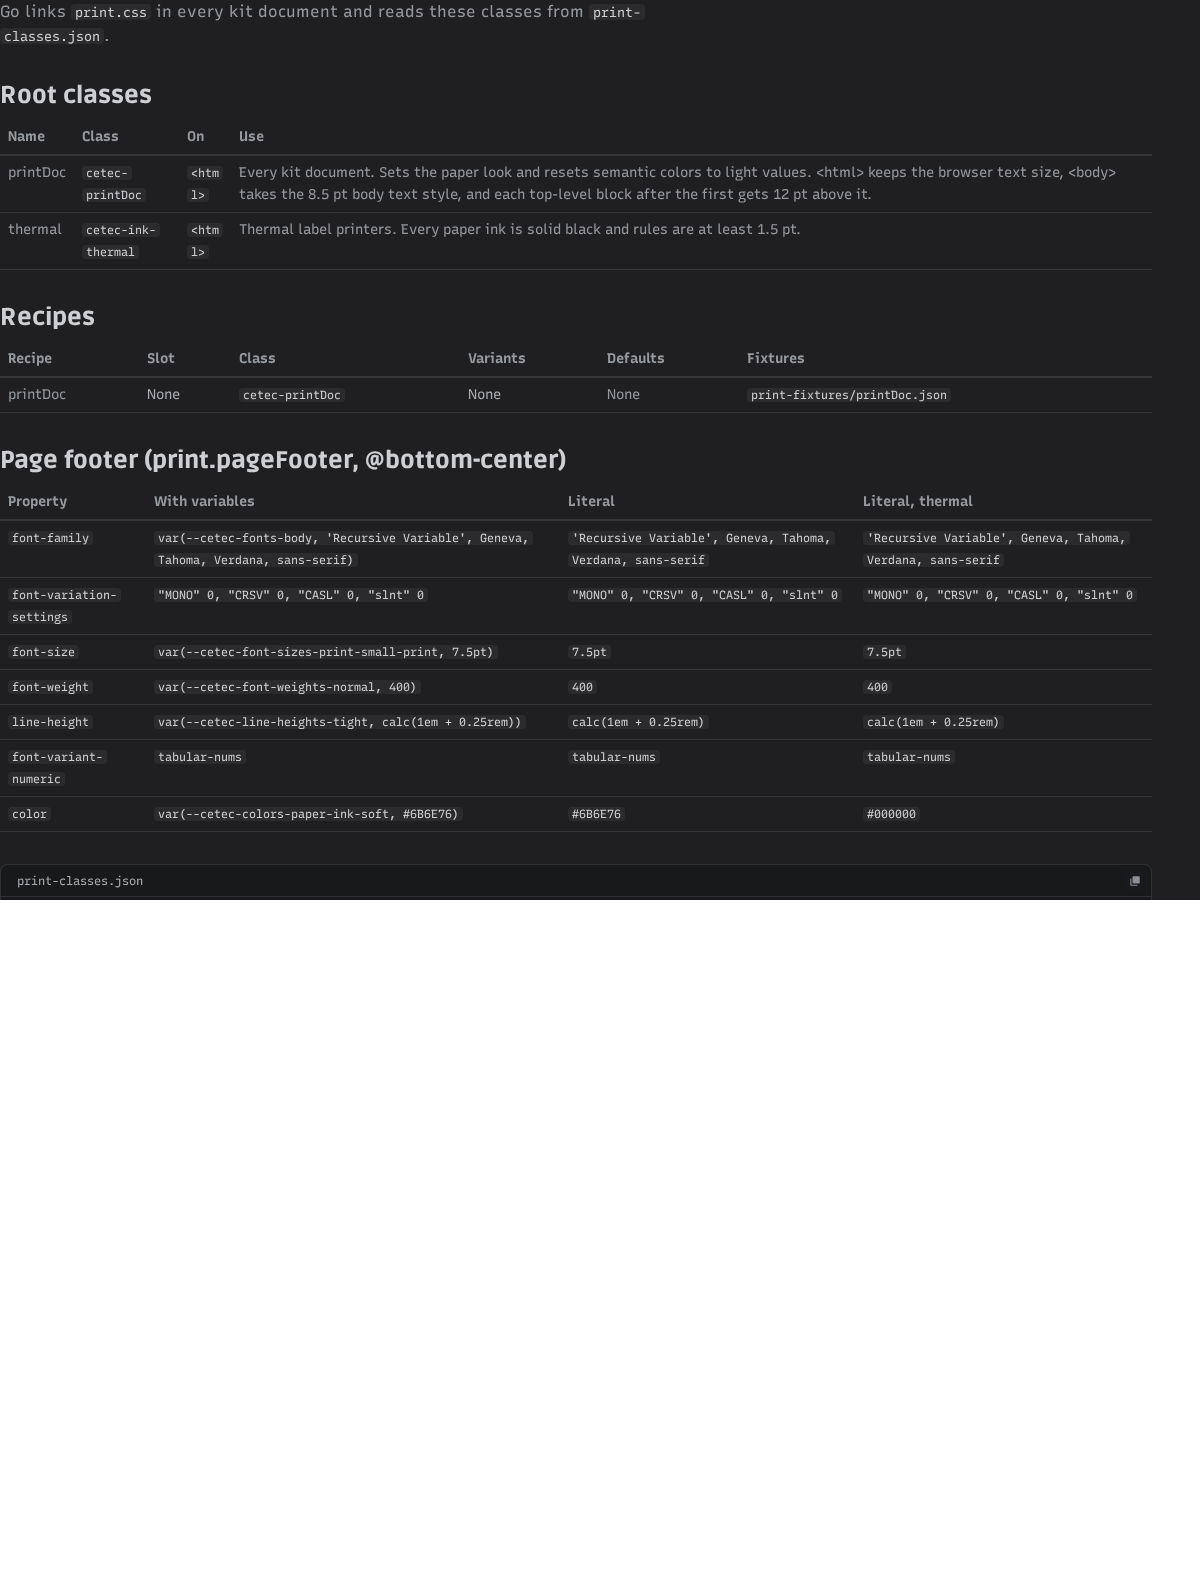 Go links print.css in every kit document and reads these classes from print-
classes.json.
Root classes
Name Class On Use
printDoc cetec- <htm Every kit document. Sets the paper look and resets semantic colors to light values. <html> keeps the browser text size, <body>
printDoc l> takes the 8.5 pt body text style, and each top-level block after the first gets 12 pt above it.
thermal cetec-ink- <htm Thermal label printers. Every paper ink is solid black and rules are at least 1.5 pt.
thermal l>
Recipes
Recipe Slot Class Variants Defaults Fixtures
printDoc None cetec-printDoc None None print-fixtures/printDoc.json
Page footer (print.pageFooter, @bottom-center)
Property With variables Literal Literal, thermal
font-family var(--cetec-fonts-body, 'Recursive Variable', Geneva, 'Recursive Variable', Geneva, Tahoma, 'Recursive Variable', Geneva, Tahoma,
Tahoma, Verdana, sans-serif) Verdana, sans-serif Verdana, sans-serif
font-variation- "MONO" 0, "CRSV" 0, "CASL" 0, "slnt" 0 "MONO" 0, "CRSV" 0, "CASL" 0, "slnt" 0 "MONO" 0, "CRSV" 0, "CASL" 0, "slnt" 0
settings
font-size var(--cetec-font-sizes-print-small-print, 7.5pt) 7.5pt 7.5pt
font-weight var(--cetec-font-weights-normal, 400) 400 400
line-height var(--cetec-line-heights-tight, calc(1em + 0.25rem)) calc(1em + 0.25rem) calc(1em + 0.25rem)
font-variant- tabular-nums tabular-nums tabular-nums
numeric
color var(--cetec-colors-paper-ink-soft, #6B6E76) #6B6E76 #000000
print-classes.json